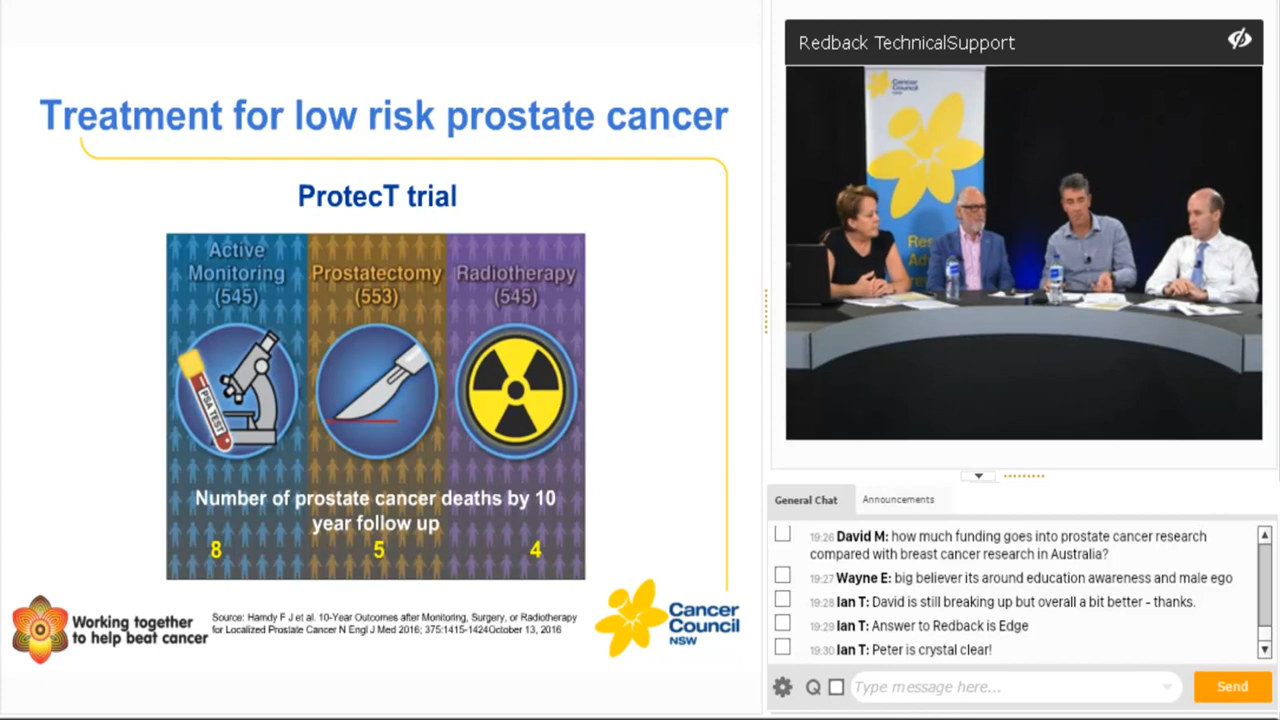 Treatment for low risk prostate cancer
ProtecT trial
Active
Monitoring
(545)
Prostatectomy
(553)
Radiotherapy
(545)
PSA TEST
Number of prostate cancer deaths by 10
year follow up
8 5 4
Working together
to help beat cancer
Source: Hamdy F J et al. 10-Year Outcomes after Monitoring, Surgery, or Radiotherapy
for Localized Prostate Cancer N Engl J Med 2016; 375:1415-1424October 13, 2016
Cancer
Council
NSW
Redback TechnicalSupport
Cancer
Council
NSW
General Chat
Announcements
19:26 David M: how much funding goes into prostate cancer research
compared with breast cancer research in Australia?
19:27 Wayne E: big believer its around education awareness and male ego
19:28 Ian T: David is still breaking up but overall a bit better - thanks.
19:29 Ian T: Answer to Redback is Edge
19:30 Ian T: Peter is crystal clear!
Q
Type message here...
Send